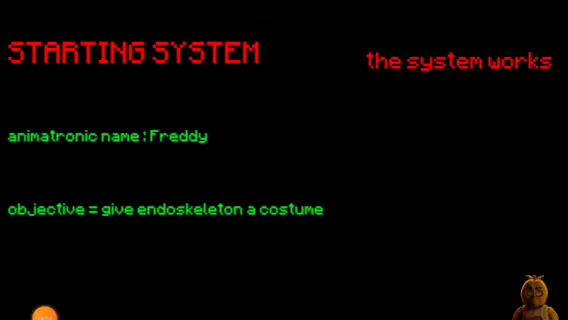 STARTING SYSTEM
the system works
animatronic name : Freddy
objective = give endoskeleton a costume